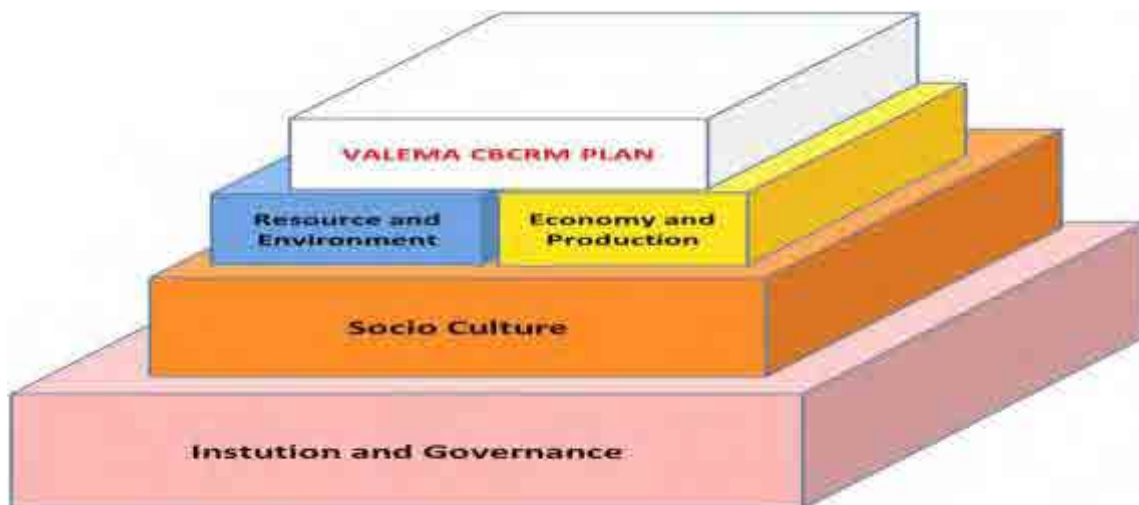 VALEMA CBCRM PLAN
Resource and
Environment
Economy and
Production
Socio Culture
Instution and Governance